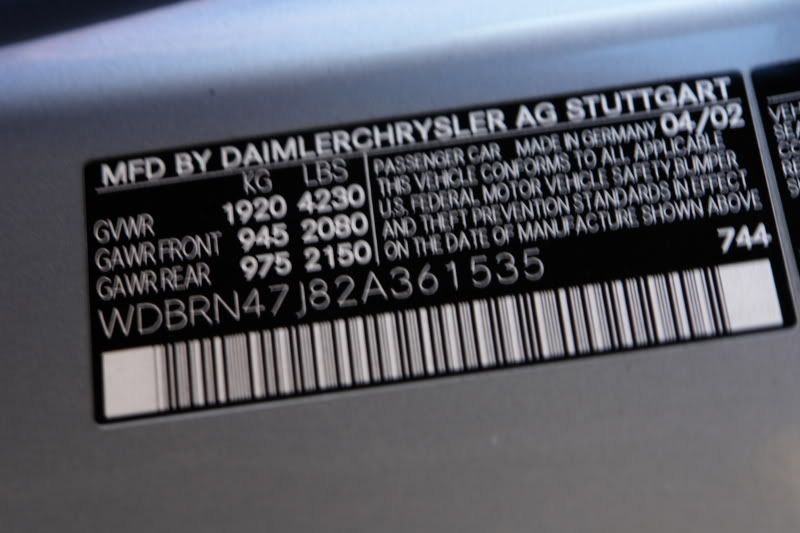 MFD BY DAIMLERCHRYSLER AG STUTTGART
KG LBS
GVWR 1920 4230
GAWR FRONT 945 2080
GAWR REAR 975 2150
PASSENGER CAR MADE IN GERMANY 04/02
THIS VEHICLE CONFORMS TO ALL APPLICABLE
U.S. FEDERAL MOTOR VEHICLE SAFETY, BUMPER
AND THEFT PREVENTION STANDARDS IN EFFECT
ON THE DATE OF MANUFACTURE SHOWN ABOVE
744
WDBRN47J82A361535